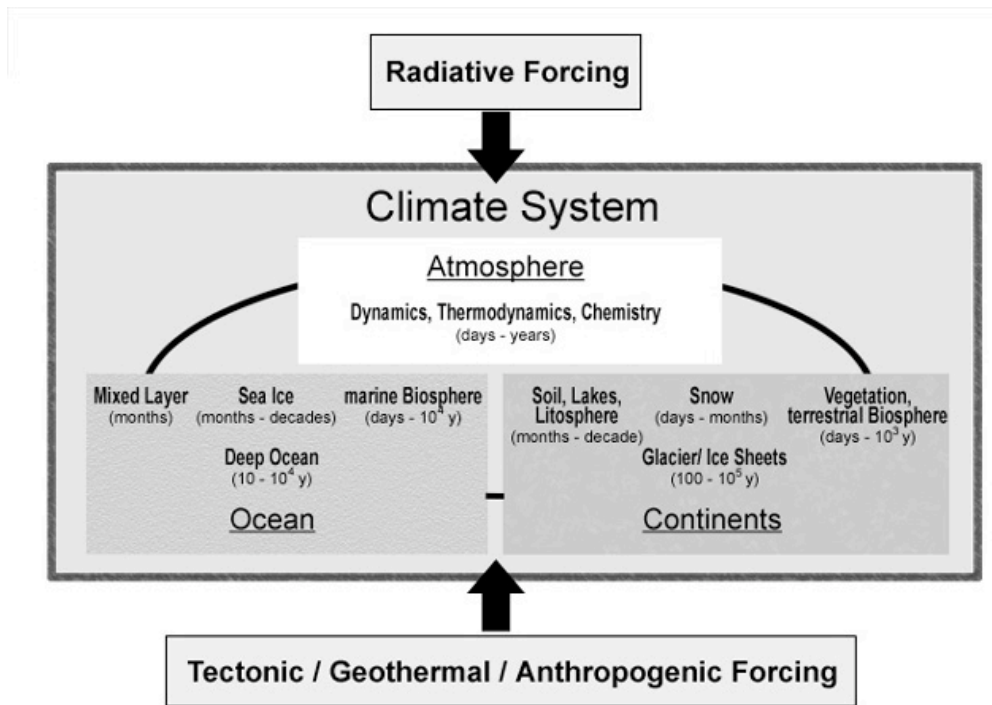 Radiative Forcing
Climate System
Atmosphere
Dynamics, Thermodynamics, Chemistry
(days - years)
Mixed Layer
(months)
Sea Ice
(months - decades)
marine Biosphere
(days - 10⁴ y)
Deep Ocean
(10 - 10⁴ y)
Ocean
Soil, Lakes,
Litosphere
(months - decade)
Snow
(days - months)
Vegetation,
terrestrial Biosphere
(days - 10³ y)
Glacier/ Ice Sheets
(100 - 10⁵ y)
Continents
Tectonic / Geothermal / Anthropogenic Forcing